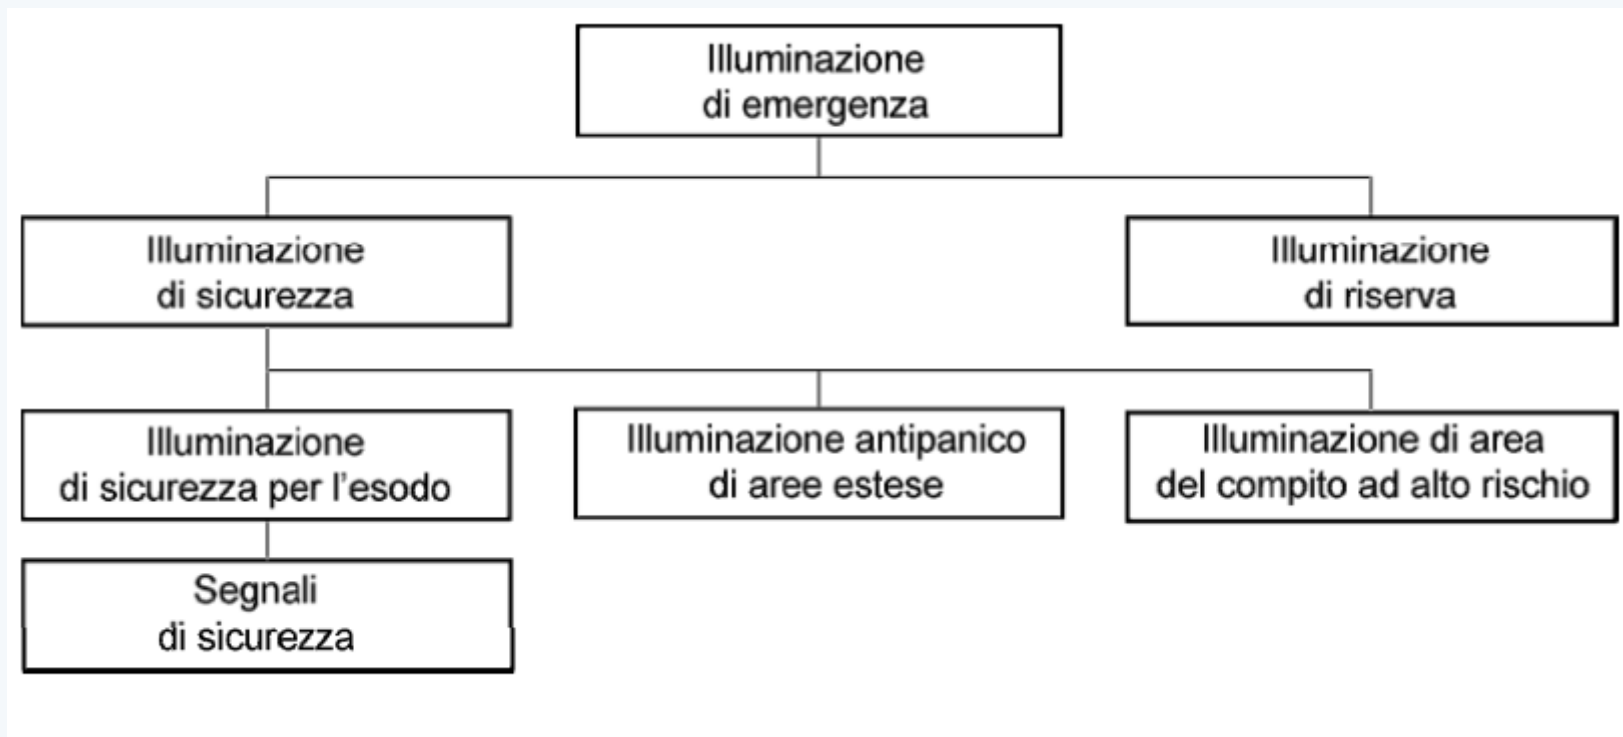 Illuminazione
di emergenza
Illuminazione
di sicurezza
Illuminazione
di riserva
Illuminazione
di sicurezza per l'esodo
Illuminazione antipanico
di aree estese
Illuminazione di area
del compito ad alto rischio
Segnali
di sicurezza